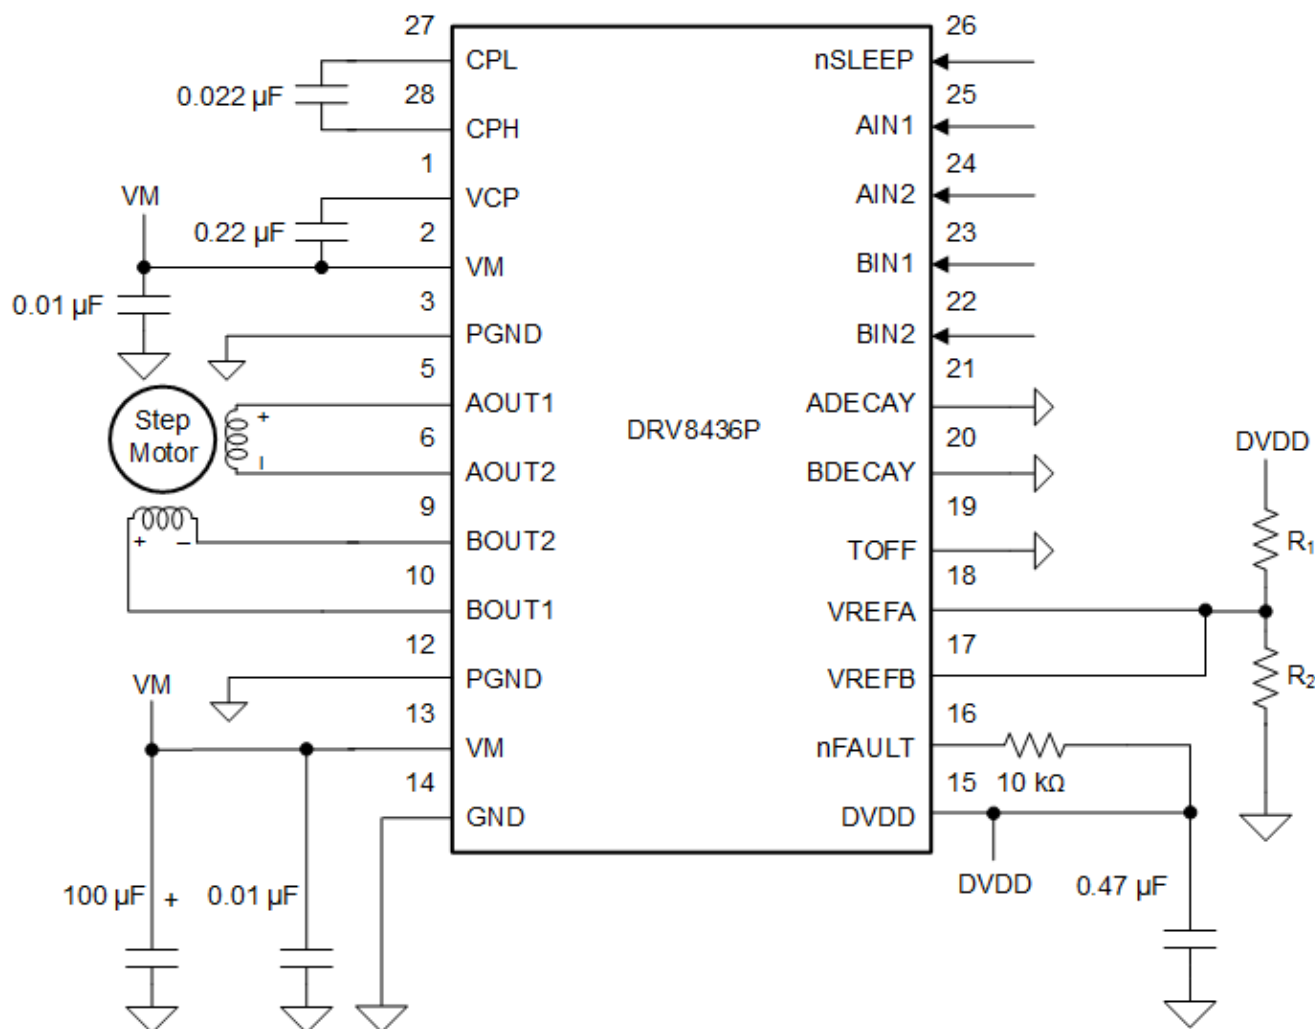 27
CPL
0.022 µF
28
CPH
1
VM
VCP
0.22 µF
2
VM
0.01 µF
3
PGND
5
Step
Motor
+
–
AOUT1
6
AOUT2
9
+ –
BOUT2
10
BOUT1
12
VM
PGND
13
VM
14
GND
100 µF +
0.01 µF
DRV8436P
26
nSLEEP
25
AIN1
24
AIN2
23
BIN1
22
BIN2
21
ADECAY
20
BDECAY
19
TOFF
18
VREFA
17
VREFB
16
nFAULT
10 kΩ
15
DVDD
DVDD
0.47 µF
DVDD
R1
R2